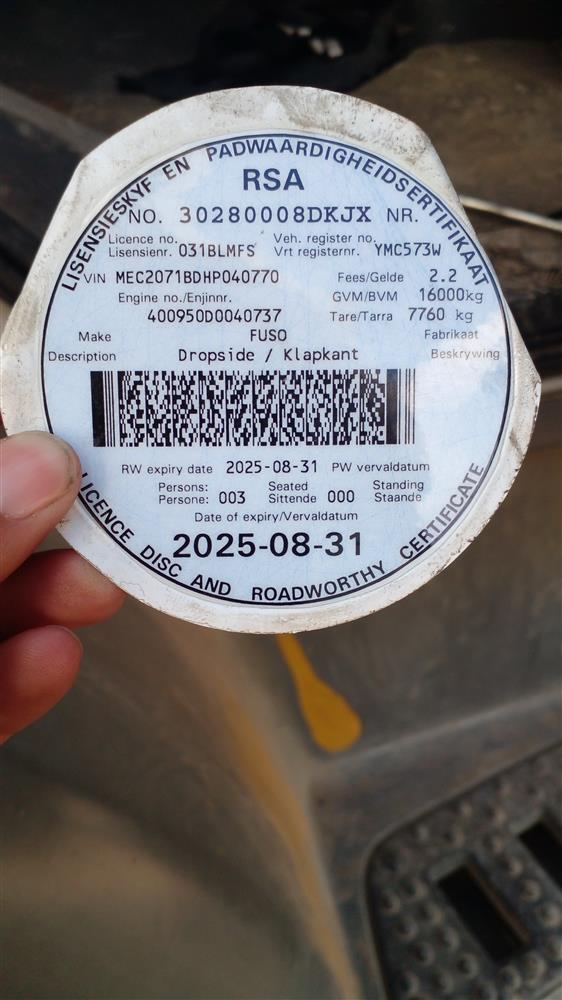 LISENSIESKYF EN PADWAARDIGHEIDSERTIFIKAAT
RSA
NO. 30280008DKJX NR.
Licence no. Veh. register no.
Lisensienr. 031BLMFS Vrt registernr. YMC573W
VIN MEC2071BDHP040770 Fees/Gelde 2.2
Engine no./Enjinnr. GVM/BVM 16000kg
400950D0040737 Tare/Tarra 7760 kg
Make FUSO Fabrikaat
Description Dropside / Klapkant Beskrywing
RW expiry date 2025-08-31 PW vervaldatum
Persons: Seated Standing
Persone: 003 Sittende 000 Staande
Date of expiry/Vervaldatum
2025-08-31
LICENCE DISC AND ROADWORTHY CERTIFICATE